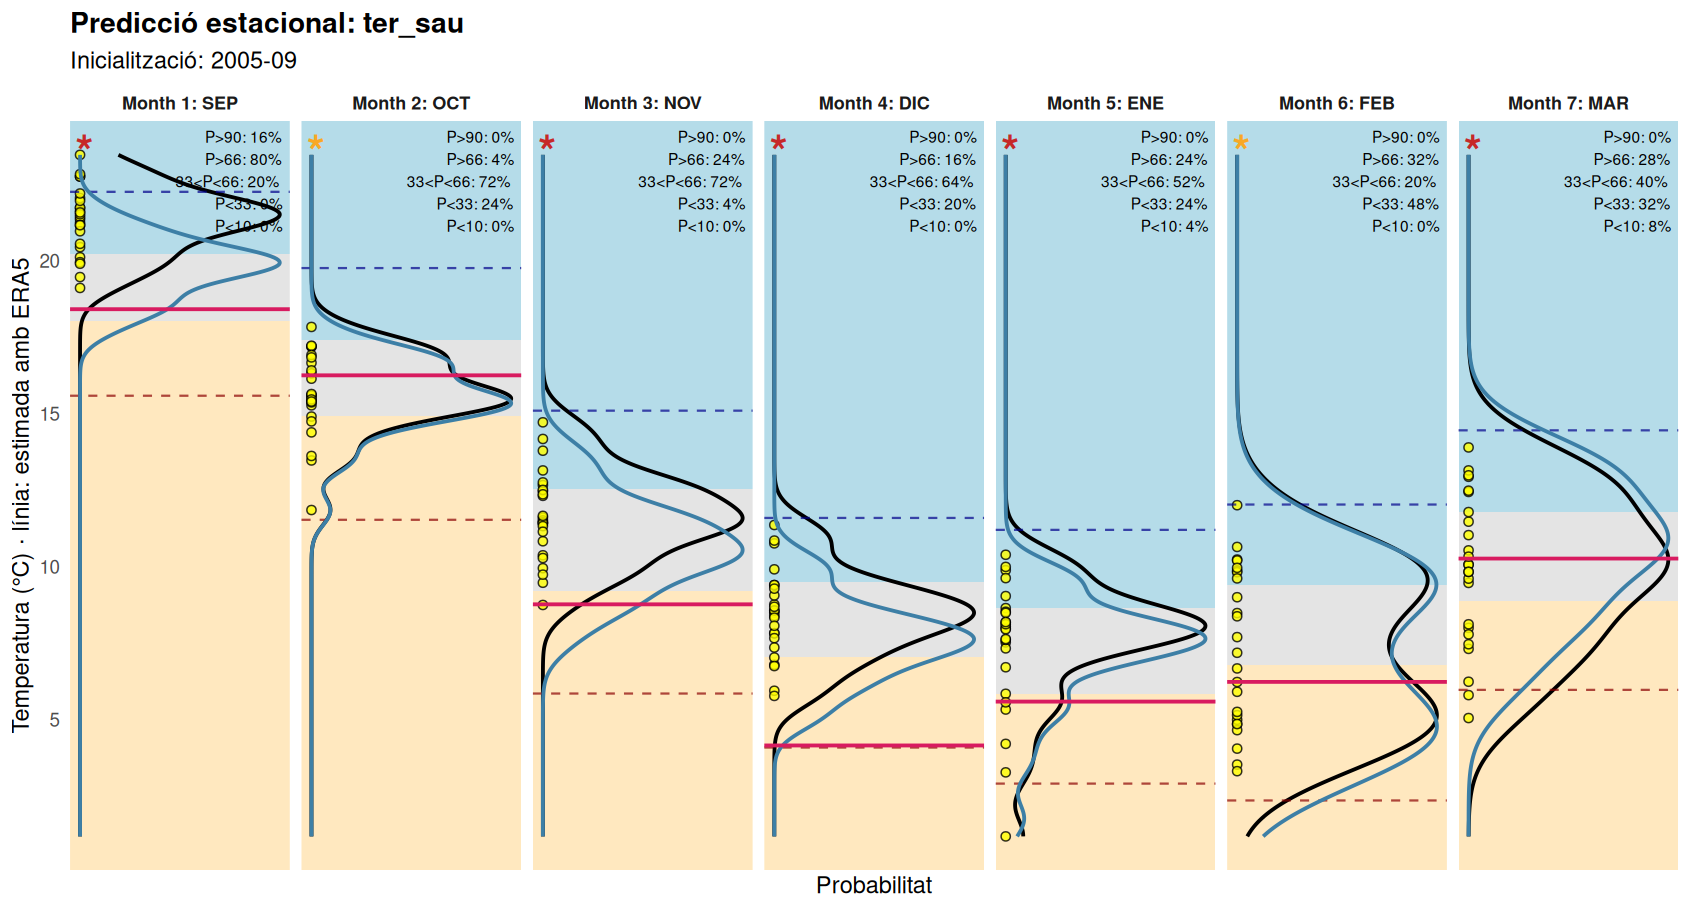 Predicció estacional: ter_sau
Inicialització: 2005-09
Month 1: SEP
Month 2: OCT
Month 3: NOV
Month 4: DIC
Month 5: ENE
Month 6: FEB
Month 7: MAR
*
P>90: 16%
P>66: 80%
33<P<66: 20%
P<33: 0%
P<10: 0%
*
P>90: 0%
P>66: 4%
33<P<66: 72%
P<33: 24%
P<10: 0%
*
P>90: 0%
P>66: 24%
33<P<66: 72%
P<33: 4%
P<10: 0%
*
P>90: 0%
P>66: 16%
33<P<66: 64%
P<33: 20%
P<10: 0%
*
P>90: 0%
P>66: 24%
33<P<66: 52%
P<33: 24%
P<10: 4%
*
P>90: 0%
P>66: 32%
33<P<66: 20%
P<33: 48%
P<10: 0%
*
P>90: 0%
P>66: 28%
33<P<66: 40%
P<33: 32%
P<10: 8%
20
15
10
5
Temperatura (°C) · línia: estimada amb ERA5
Probabilitat